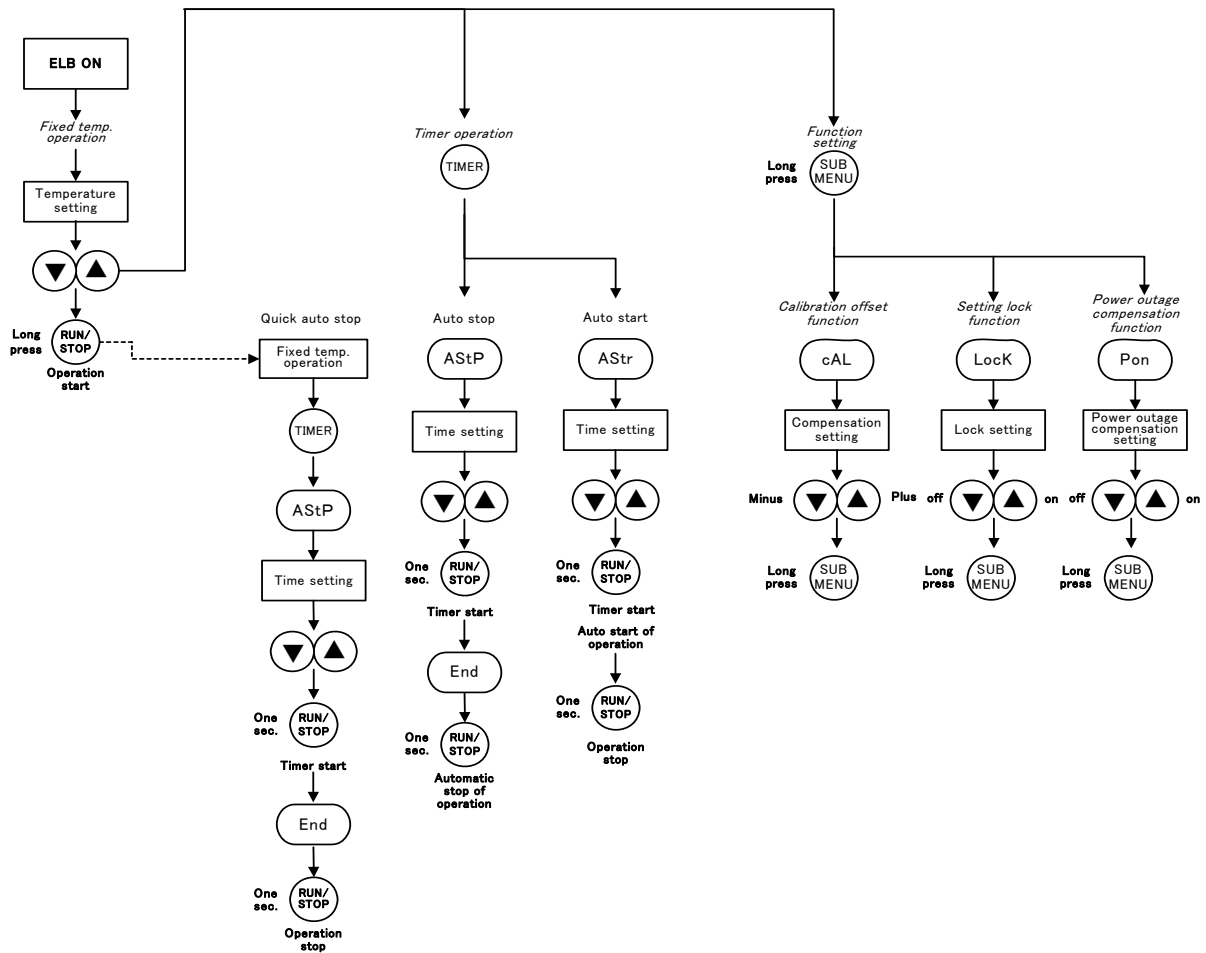 ELB ON
Fixed temp.
operation
Temperature
setting
▼ ▲
Long
press
RUN/
STOP
Operation
start
Quick auto stop
Fixed temp.
operation
TIMER
AStP
Time setting
▼ ▲
One
sec.
RUN/
STOP
Timer start
End
One
sec.
RUN/
STOP
Operation
stop
Timer operation
TIMER
Auto stop
AStP
Time setting
▼ ▲
One
sec.
RUN/
STOP
Timer start
End
One
sec.
RUN/
STOP
Automatic
stop of
operation
Auto start
AStr
Time setting
▼ ▲
One
sec.
RUN/
STOP
Timer start
Auto start of
operation
One
sec.
RUN/
STOP
Operation
stop
Function
setting
Long
press
SUB
MENU
Calibration offset
function
cAL
Compensation
setting
Minus ▼ ▲ Plus
Long
press
SUB
MENU
Setting lock
function
LocK
Lock setting
off ▼ ▲ on
Long
press
SUB
MENU
Power outage
compensation
function
Pon
Power outage
compensation
setting
off ▼ ▲ on
Long
press
SUB
MENU